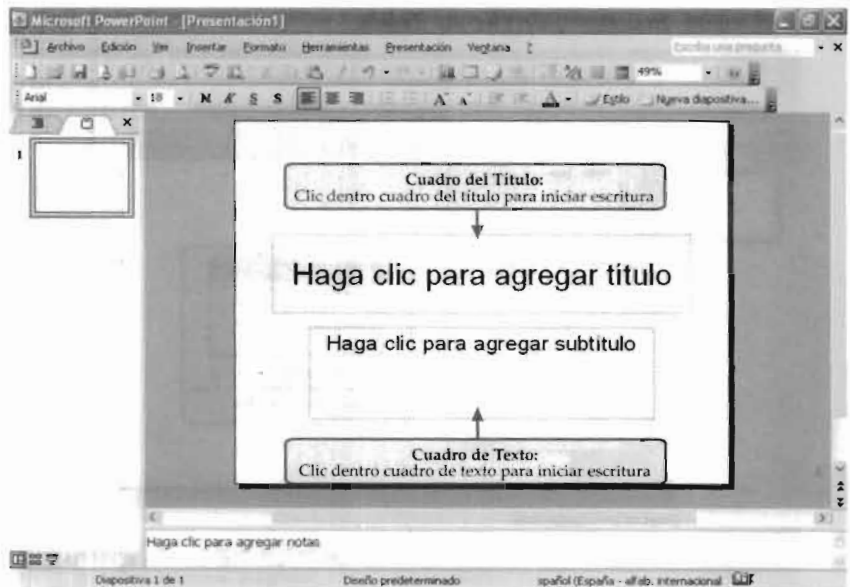 Microsoft PowerPoint - [Presentación1]
Archivo Edición Ver Insertar Formato Herramientas Presentación Ventana ?
Escriba una pregunta
49%
Arial 18 N K S S A A A Estilo Nueva diapositiva...
1
Cuadro del Título:
Clic dentro cuadro del título para iniciar escritura
Haga clic para agregar título
Haga clic para agregar subtítulo
Cuadro de Texto:
Clic dentro cuadro de texto para iniciar escritura
Haga clic para agregar notas
Diapositiva 1 de 1 Diseño predeterminado spañol (España - alfab. internacional